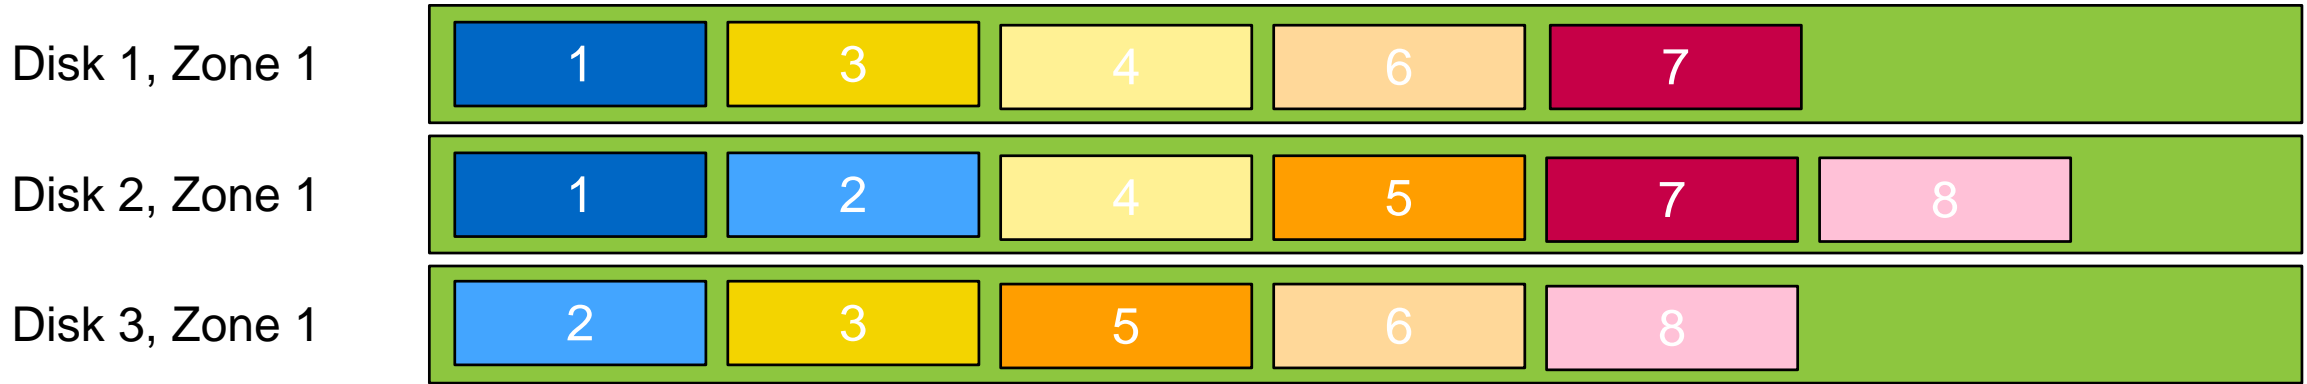 Disk 1, Zone 1 1 3 4 6 7
Disk 2, Zone 1 1 2 4 5 7 8
Disk 3, Zone 1 2 3 5 6 8